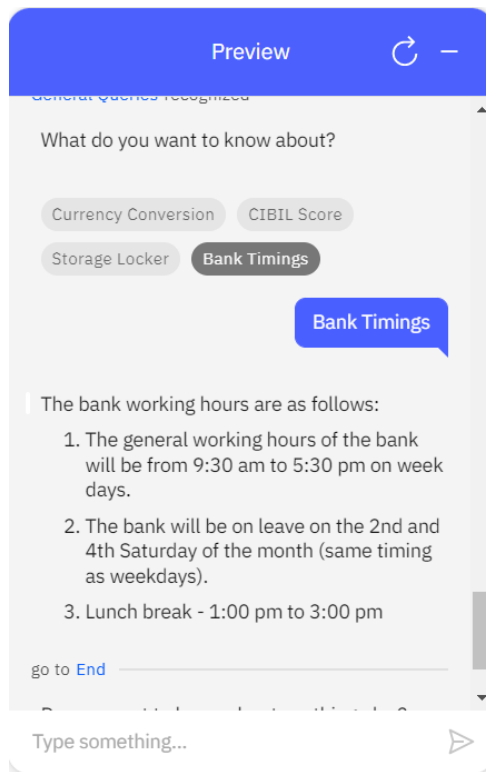 Preview
General Queries recognized
What do you want to know about?
Currency Conversion CIBIL Score
Storage Locker Bank Timings
Bank Timings
The bank working hours are as follows:
1. The general working hours of the bank
will be from 9:30 am to 5:30 pm on week
days.
2. The bank will be on leave on the 2nd and
4th Saturday of the month (same timing
as weekdays).
3. Lunch break - 1:00 pm to 3:00 pm
go to End
Type something...